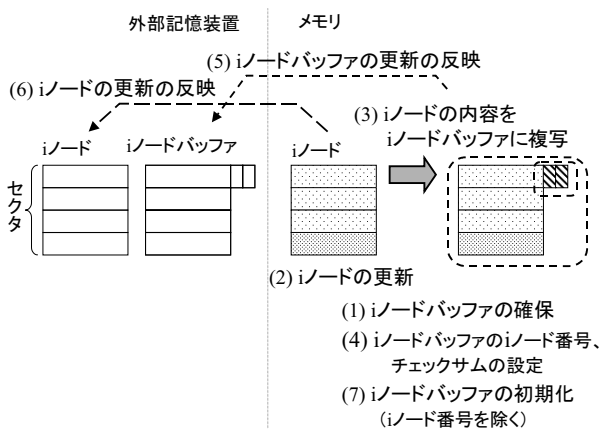 外部記憶装置
メモリ
(5) iノードバッファの更新の反映
(6) iノードの更新の反映
(3) iノードの内容を
iノードバッファに複写
iノード
iノードバッファ
iノード
セクタ
(2) iノードの更新
(1) iノードバッファの確保
(4) iノードバッファのiノード番号、
チェックサムの設定
(7) iノードバッファの初期化
(iノード番号を除く)